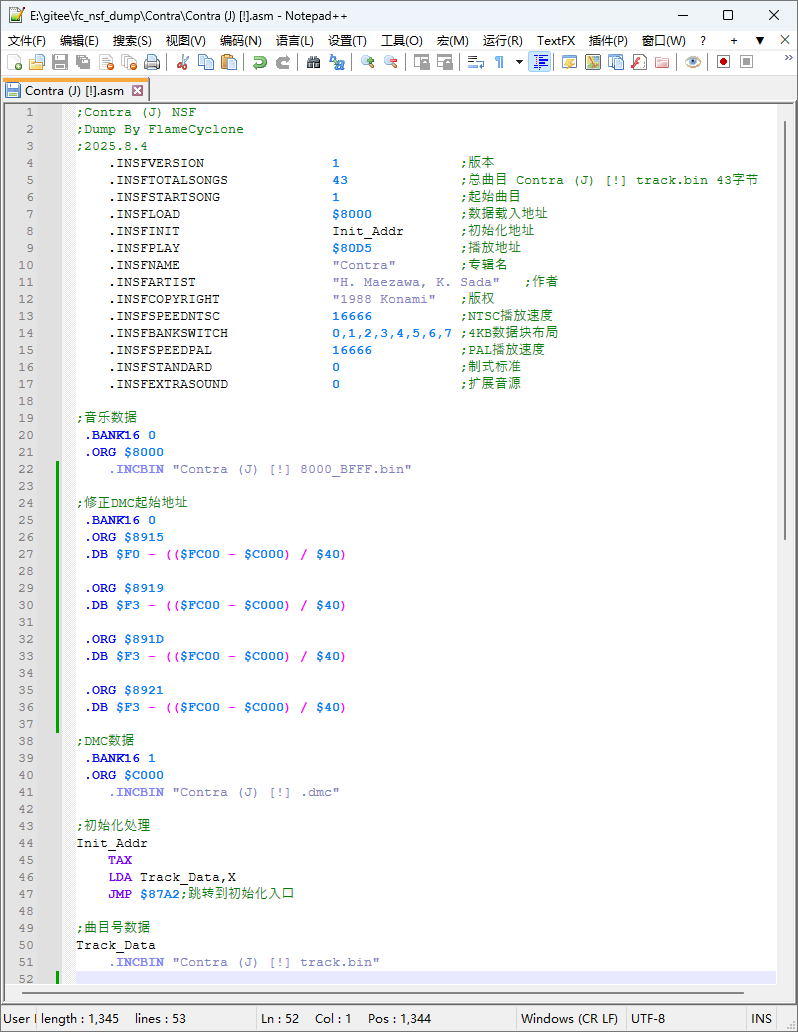 E:\gitee\fc_nsf_dump\Contra\Contra (J) [!].asm - Notepad++
文件(F) 编辑(E) 搜索(S) 视图(V) 编码(N) 语言(L) 设置(T) 工具(O) 宏(M) 运行(R) TextFX 插件(P) 窗口(W) ? + ▼ ✕
Contra (J) [!].asm
1 ;Contra (J) NSF
2 ;Dump By FlameCyclone
3 ;2025.8.4
4 .INSFVERSION 1 ;版本
5 .INSFTOTALSONGS 43 ;总曲目 Contra (J) [!] track.bin 43字节
6 .INSFSTARTSONG 1 ;起始曲目
7 .INSFLOAD $8000 ;数据载入地址
8 .INSFINIT Init_Addr ;初始化地址
9 .INSFPLAY $80D5 ;播放地址
10 .INSFNAME "Contra" ;专辑名
11 .INSFARTIST "H. Maezawa, K. Sada" ;作者
12 .INSFCOPYRIGHT "1988 Konami" ;版权
13 .INSFSPEEDNTSC 16666 ;NTSC播放速度
14 .INSFBANKSWITCH 0,1,2,3,4,5,6,7 ;4KB数据块布局
15 .INSFSPEEDPAL 16666 ;PAL播放速度
16 .INSFSTANDARD 0 ;制式标准
17 .INSFEXTRASOUND 0 ;扩展音源
18
19 ;音乐数据
20 .BANK16 0
21 .ORG $8000
22 .INCBIN "Contra (J) [!] 8000_BFFF.bin"
23
24 ;修正DMC起始地址
25 .BANK16 0
26 .ORG $8915
27 .DB $F0 - (($FC00 - $C000) / $40)
28
29 .ORG $8919
30 .DB $F3 - (($FC00 - $C000) / $40)
31
32 .ORG $891D
33 .DB $F3 - (($FC00 - $C000) / $40)
34
35 .ORG $8921
36 .DB $F3 - (($FC00 - $C000) / $40)
37
38 ;DMC数据
39 .BANK16 1
40 .ORG $C000
41 .INCBIN "Contra (J) [!] .dmc"
42
43 ;初始化处理
44 Init_Addr
45 TAX
46 LDA Track_Data,X
47 JMP $87A2;跳转到初始化入口
48
49 ;曲目号数据
50 Track_Data
51 .INCBIN "Contra (J) [!] track.bin"
52
User length : 1,345 lines : 53 Ln : 52 Col : 1 Pos : 1,344 Windows (CR LF) UTF-8 INS